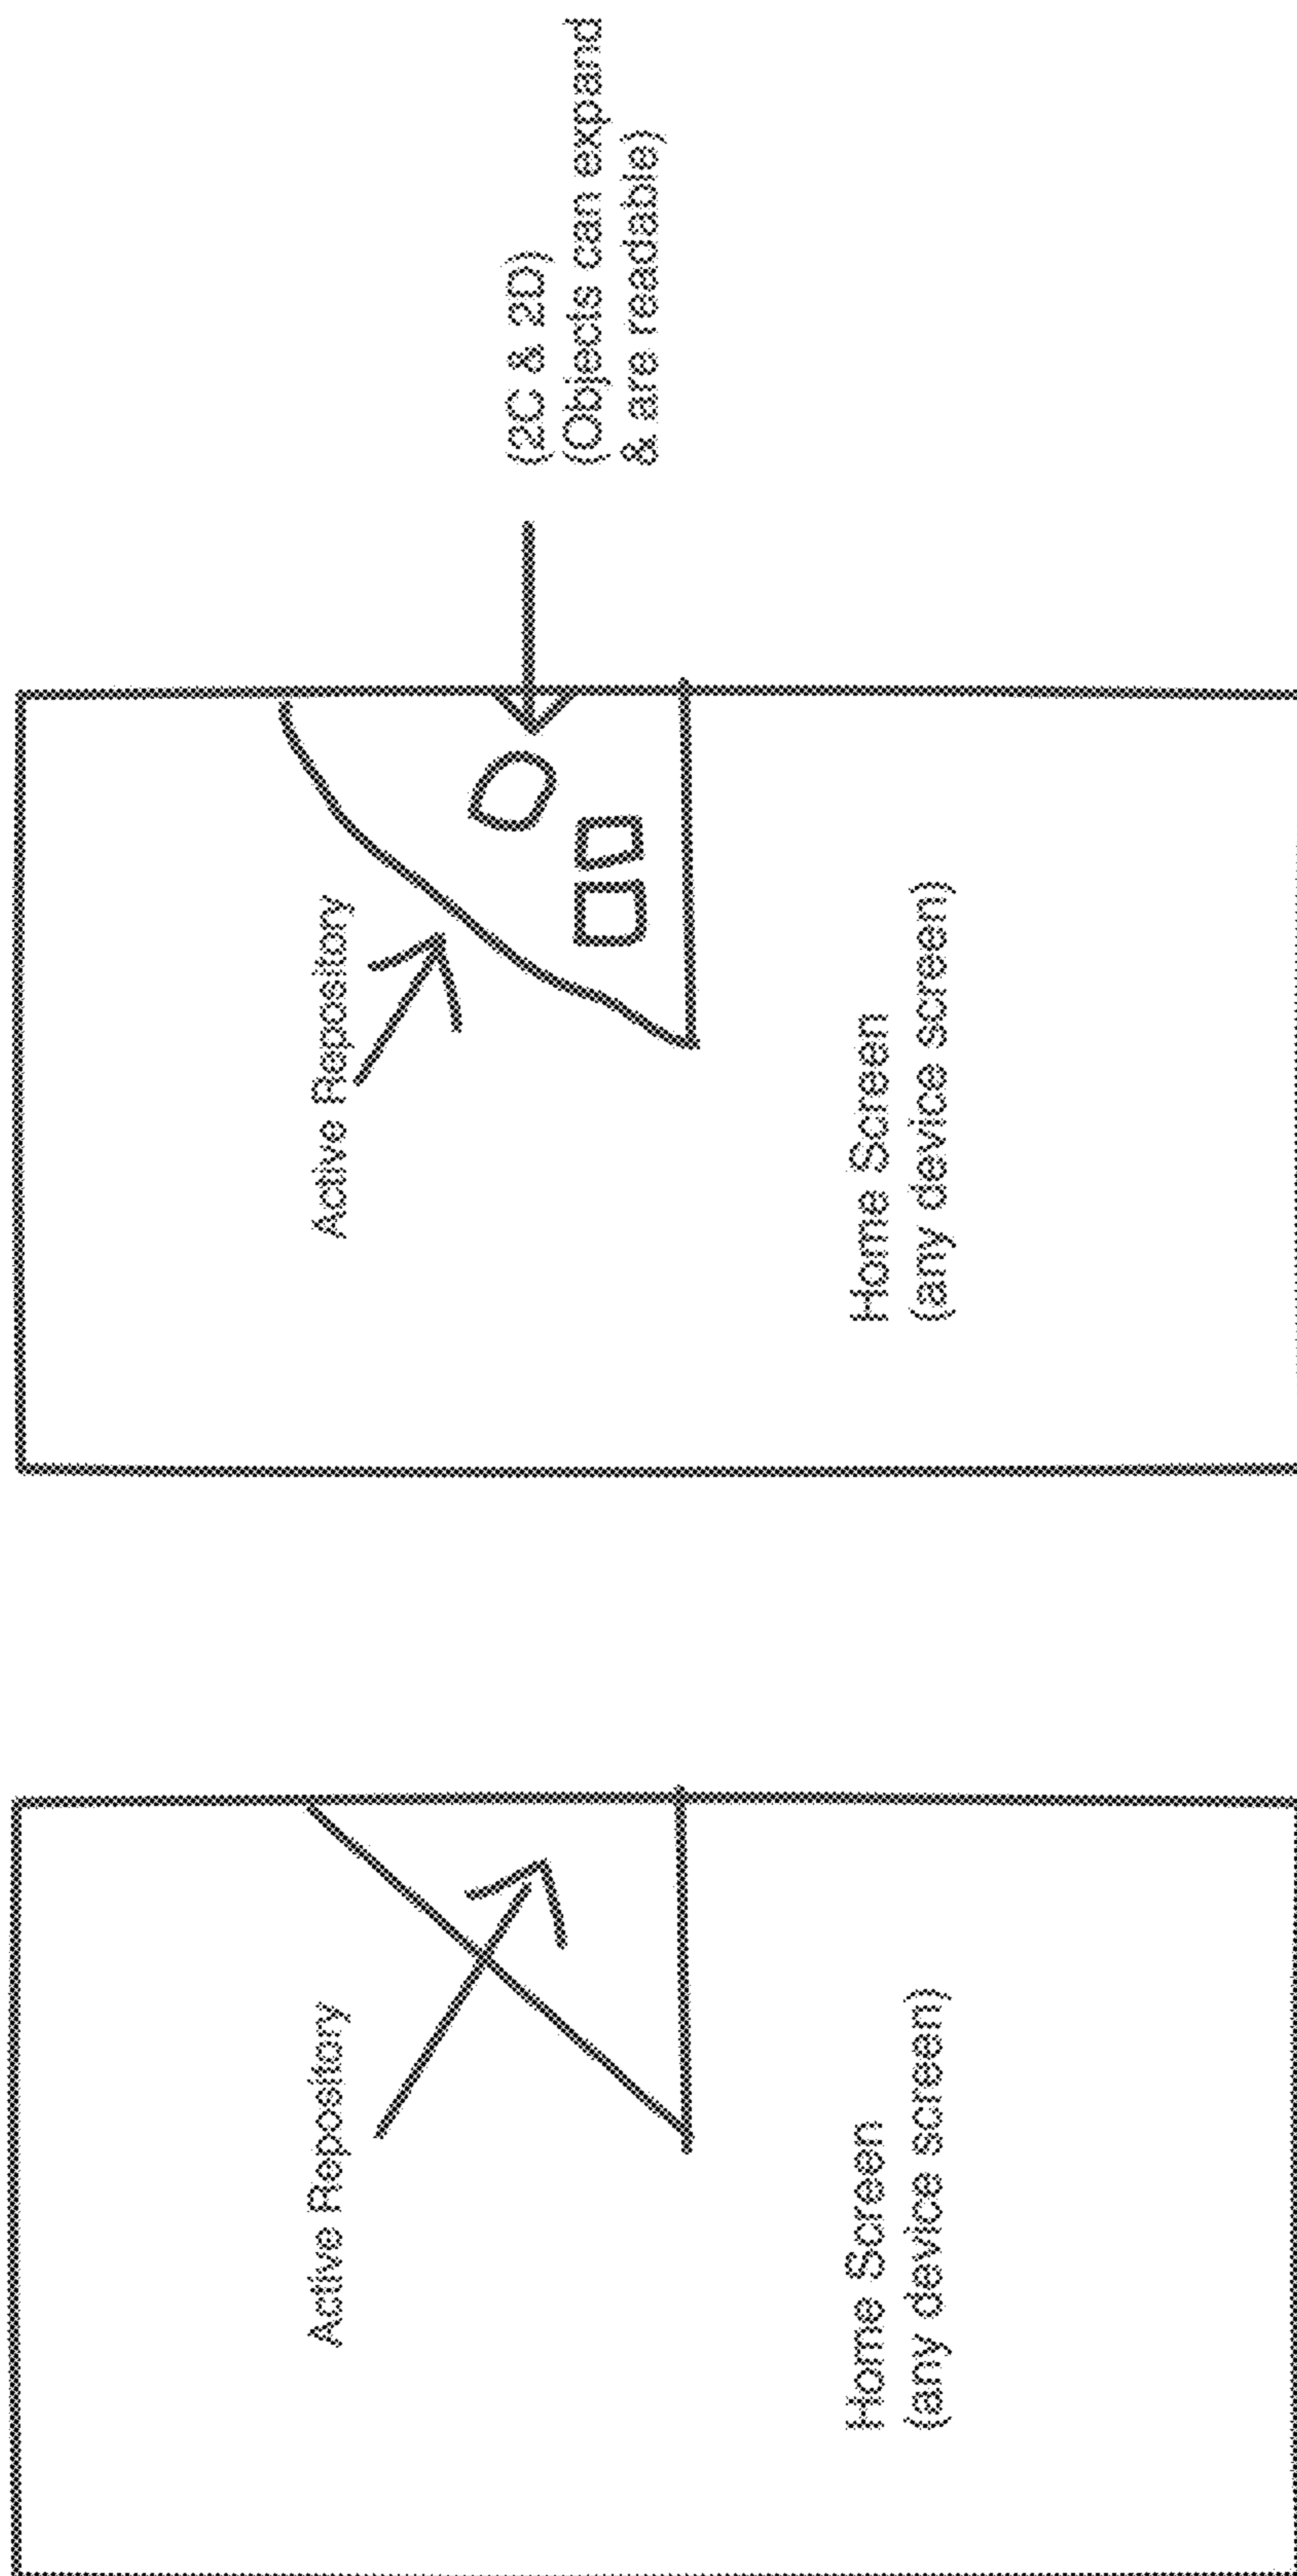 Active Repository
Home Screen
(any device screen)
Active Repository
Home Screen
(any device screen)
(2C & 2D)
(Objects can expand
& are readable)